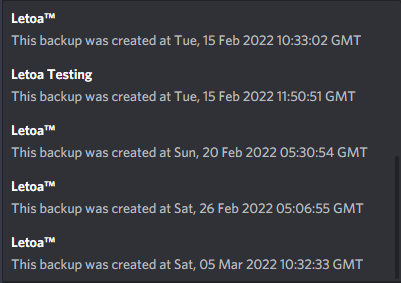 Letoa™
This backup was created at Tue, 15 Feb 2022 10:33:02 GMT
Letoa Testing
This backup was created at Tue, 15 Feb 2022 11:50:51 GMT
Letoa™
This backup was created at Sun, 20 Feb 2022 05:30:54 GMT
Letoa™
This backup was created at Sat, 26 Feb 2022 05:06:55 GMT
Letoa™
This backup was created at Sat, 05 Mar 2022 10:32:33 GMT